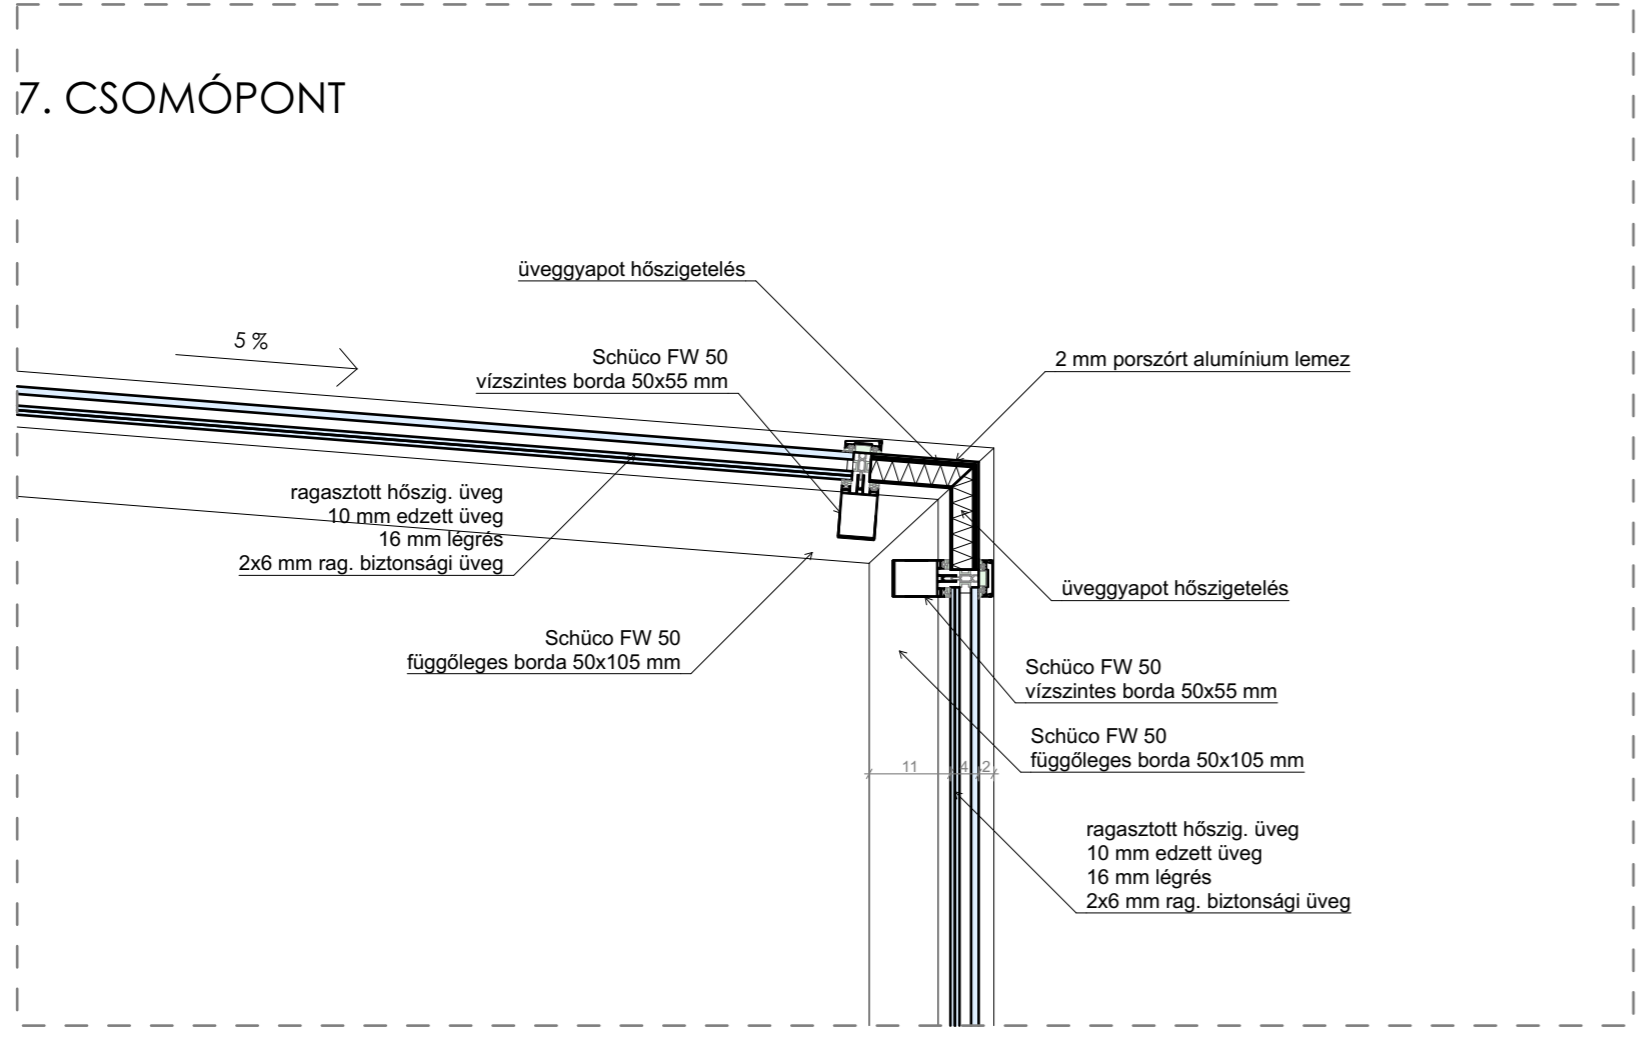 7. CSOMÓPONT
üveggyapot hőszigetelés
5 %
Schüco FW 50
vízszintes borda 50x55 mm
2 mm porszórt alumínium lemez
ragasztott hőszig. üveg
10 mm edzett üveg
16 mm légrés
2x6 mm rag. biztonsági üveg
üveggyapot hőszigetelés
Schüco FW 50
függőleges borda 50x105 mm
Schüco FW 50
vízszintes borda 50x55 mm
Schüco FW 50
függőleges borda 50x105 mm
11 4 2
ragasztott hőszig. üveg
10 mm edzett üveg
16 mm légrés
2x6 mm rag. biztonsági üveg